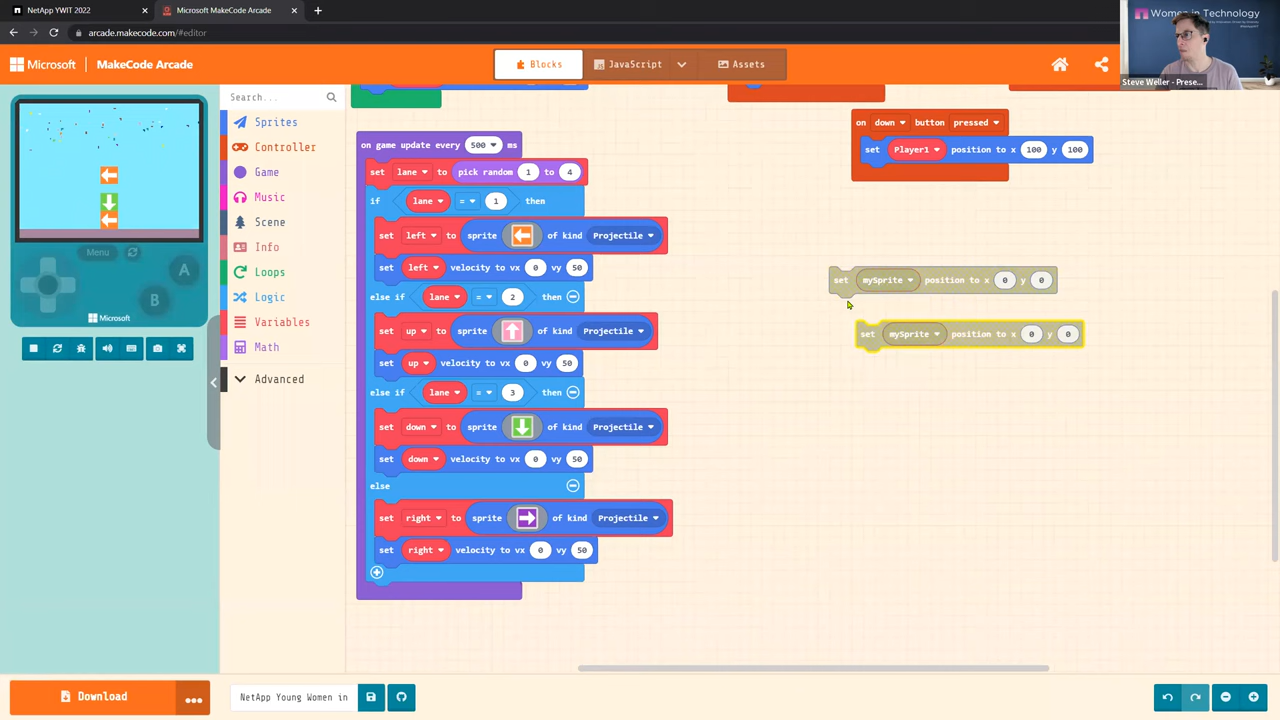 NetApp YWIT 2022
Microsoft MakeCode Arcade
arcade.makecode.com/#editor
Women in Technology
Steve Weller - Prese...
Microsoft
MakeCode Arcade
Blocks
JavaScript
Assets
Search...
Sprites
Controller
Game
Music
Scene
Info
Loops
Logic
Variables
Math
Advanced
Menu
A
B
Microsoft
on down button pressed
set Player1 position to x 100 y 100
on game update every 500 ms
set lane to pick random 1 to 4
if lane = 1 then
set left to sprite of kind Projectile
set left velocity to vx 0 vy 50
else if lane = 2 then
set up to sprite of kind Projectile
set up velocity to vx 0 vy 50
else if lane = 3 then
set down to sprite of kind Projectile
set down velocity to vx 0 vy 50
else
set right to sprite of kind Projectile
set right velocity to vx 0 vy 50
set mySprite position to x 0 y 0
set mySprite position to x 0 y 0
Download
NetApp Young Women in